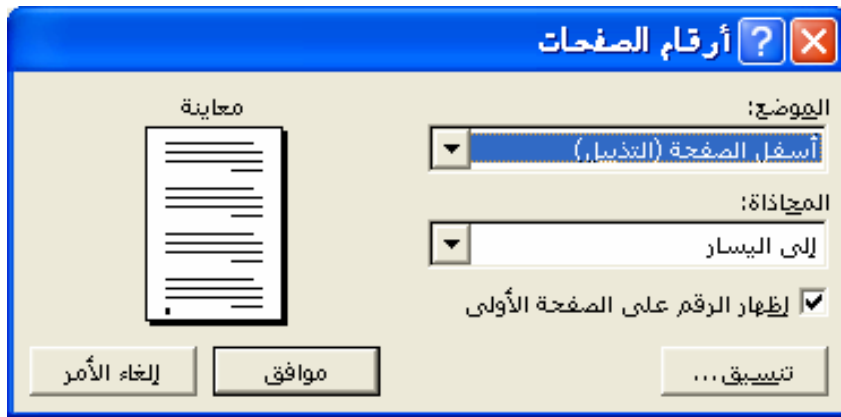 أرقام الصفحات
الموضع:
معاينة
أسفل الصفحة (التذييل)
المحاذاة:
إلى اليسار
إظهار الرقم على الصفحة الأولى
تنسيق...
موافق
إلغاء الأمر